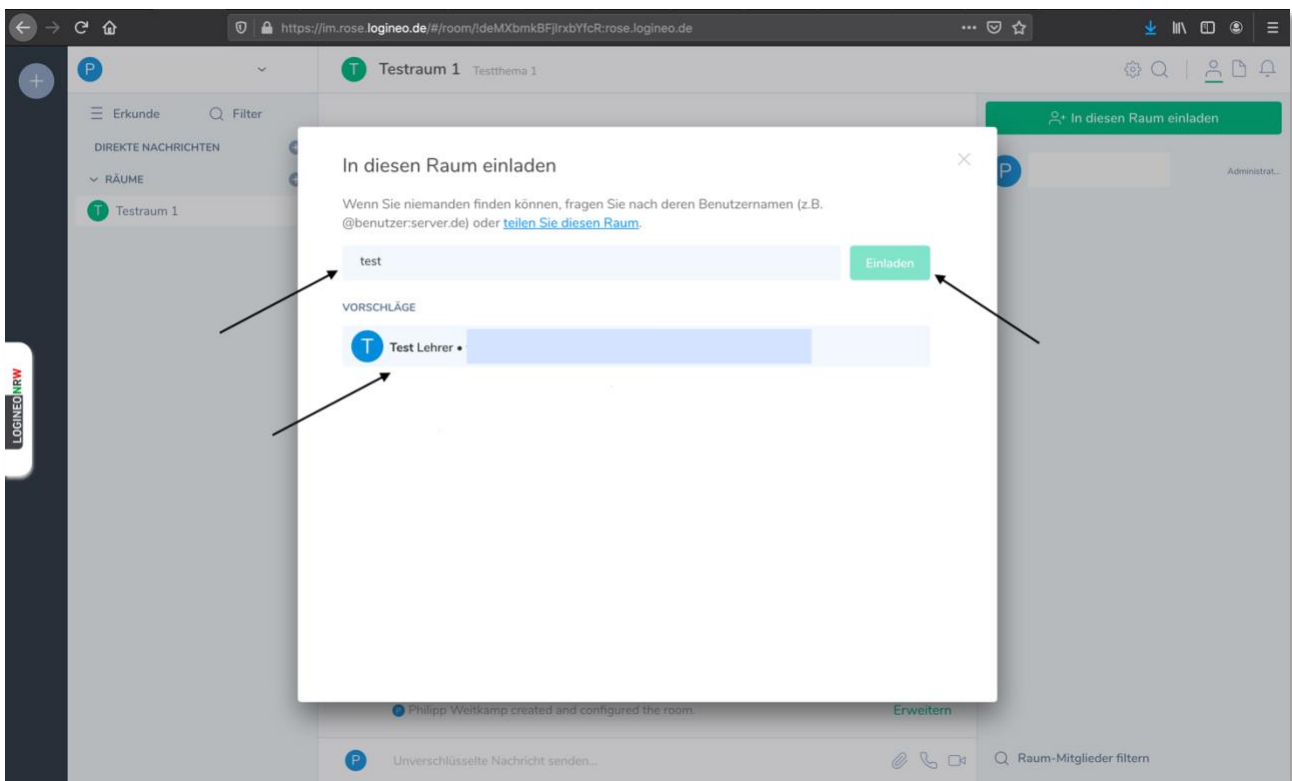 https://im.rose.logineo.de/#/room/!deMXbmkBFjlrxbYfcR:rose.logineo.de
P
T Testraum 1 Testthema 1
Erkunde Filter
In diesen Raum einladen
DIREKTE NACHRICHTEN
RÄUME
T Testraum 1
P Administrat...
In diesen Raum einladen
Wenn Sie niemanden finden können, fragen Sie nach deren Benutzernamen (z.B.
@benutzer:server.de) oder teilen Sie diesen Raum.
test Einladen
VORSCHLÄGE
T Test Lehrer •
LOGINEO NRW
P Philipp Weitkamp created and configured the room. Erweitern
P Unverschlüsselte Nachricht senden...
Raum-Mitglieder filtern